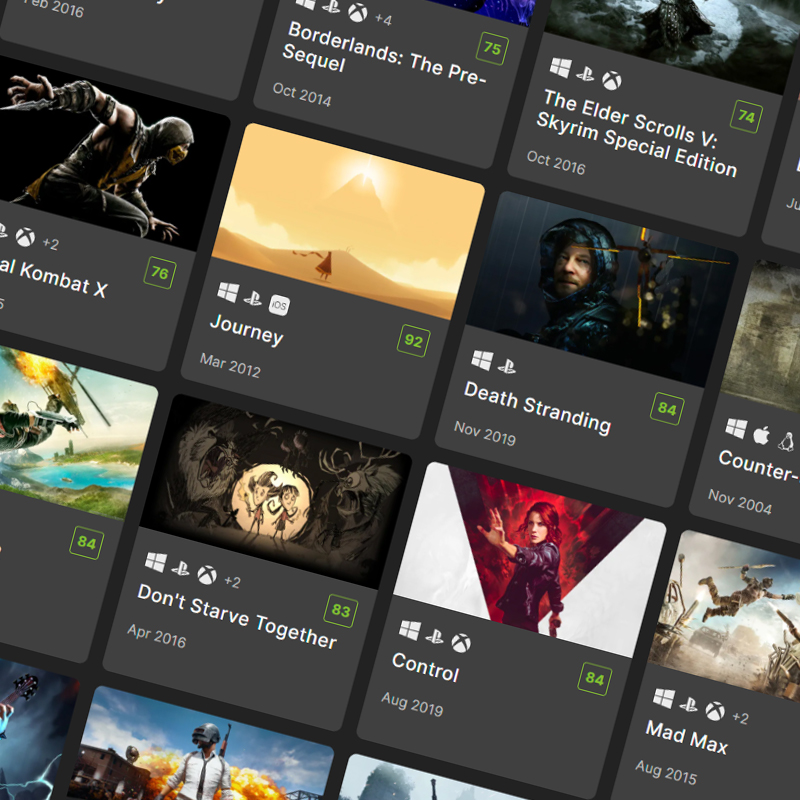 Feb 2016
+4
75
Borderlands: The Pre-
Sequel
Oct 2014
74
The Elder Scrolls V:
Skyrim Special Edition
Oct 2016
+2
76
al Kombat X
iOS
92
Journey
Mar 2012
84
Death Stranding
Nov 2019
Counter-
Nov 2004
84
+2
83
Don't Starve Together
Apr 2016
84
Control
Aug 2019
+2
Mad Max
Aug 2015